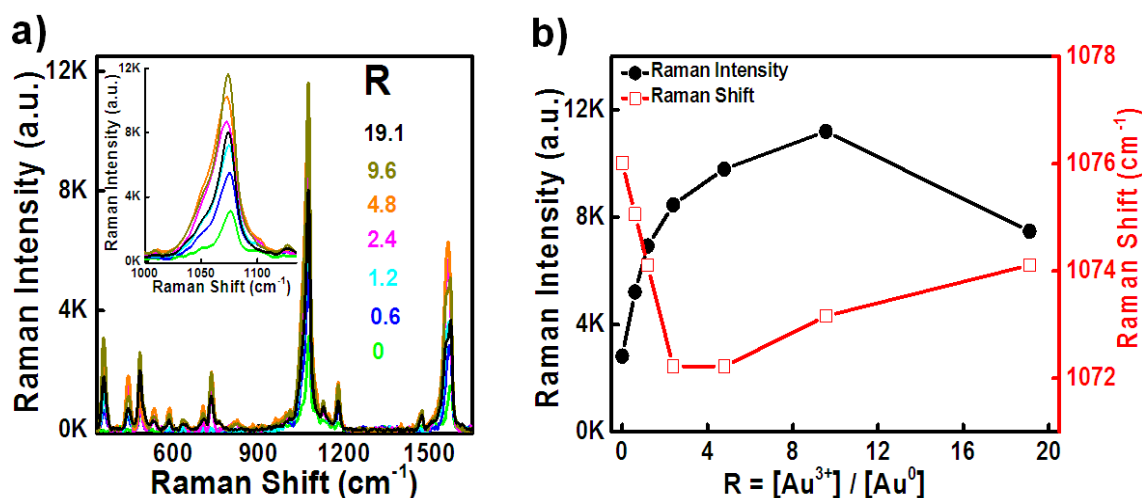 a)
12K
8K
4K
0K
Raman Intensity (a.u.)
600
900
1200
1500
Raman Shift (cm⁻¹)
12K
8K
4K
0K
Raman Intensity (a.u.)
1000
1050
1100
Raman Shift (cm⁻¹)
R
19.1
9.6
4.8
2.4
1.2
0.6
0
b)
Raman Intensity
Raman Shift
12K
8K
4K
0K
Raman Intensity (a.u.)
1078
1076
1074
1072
Raman Shift (cm⁻¹)
0
4
8
12
16
20
R = [Au³⁺] / [Au⁰]